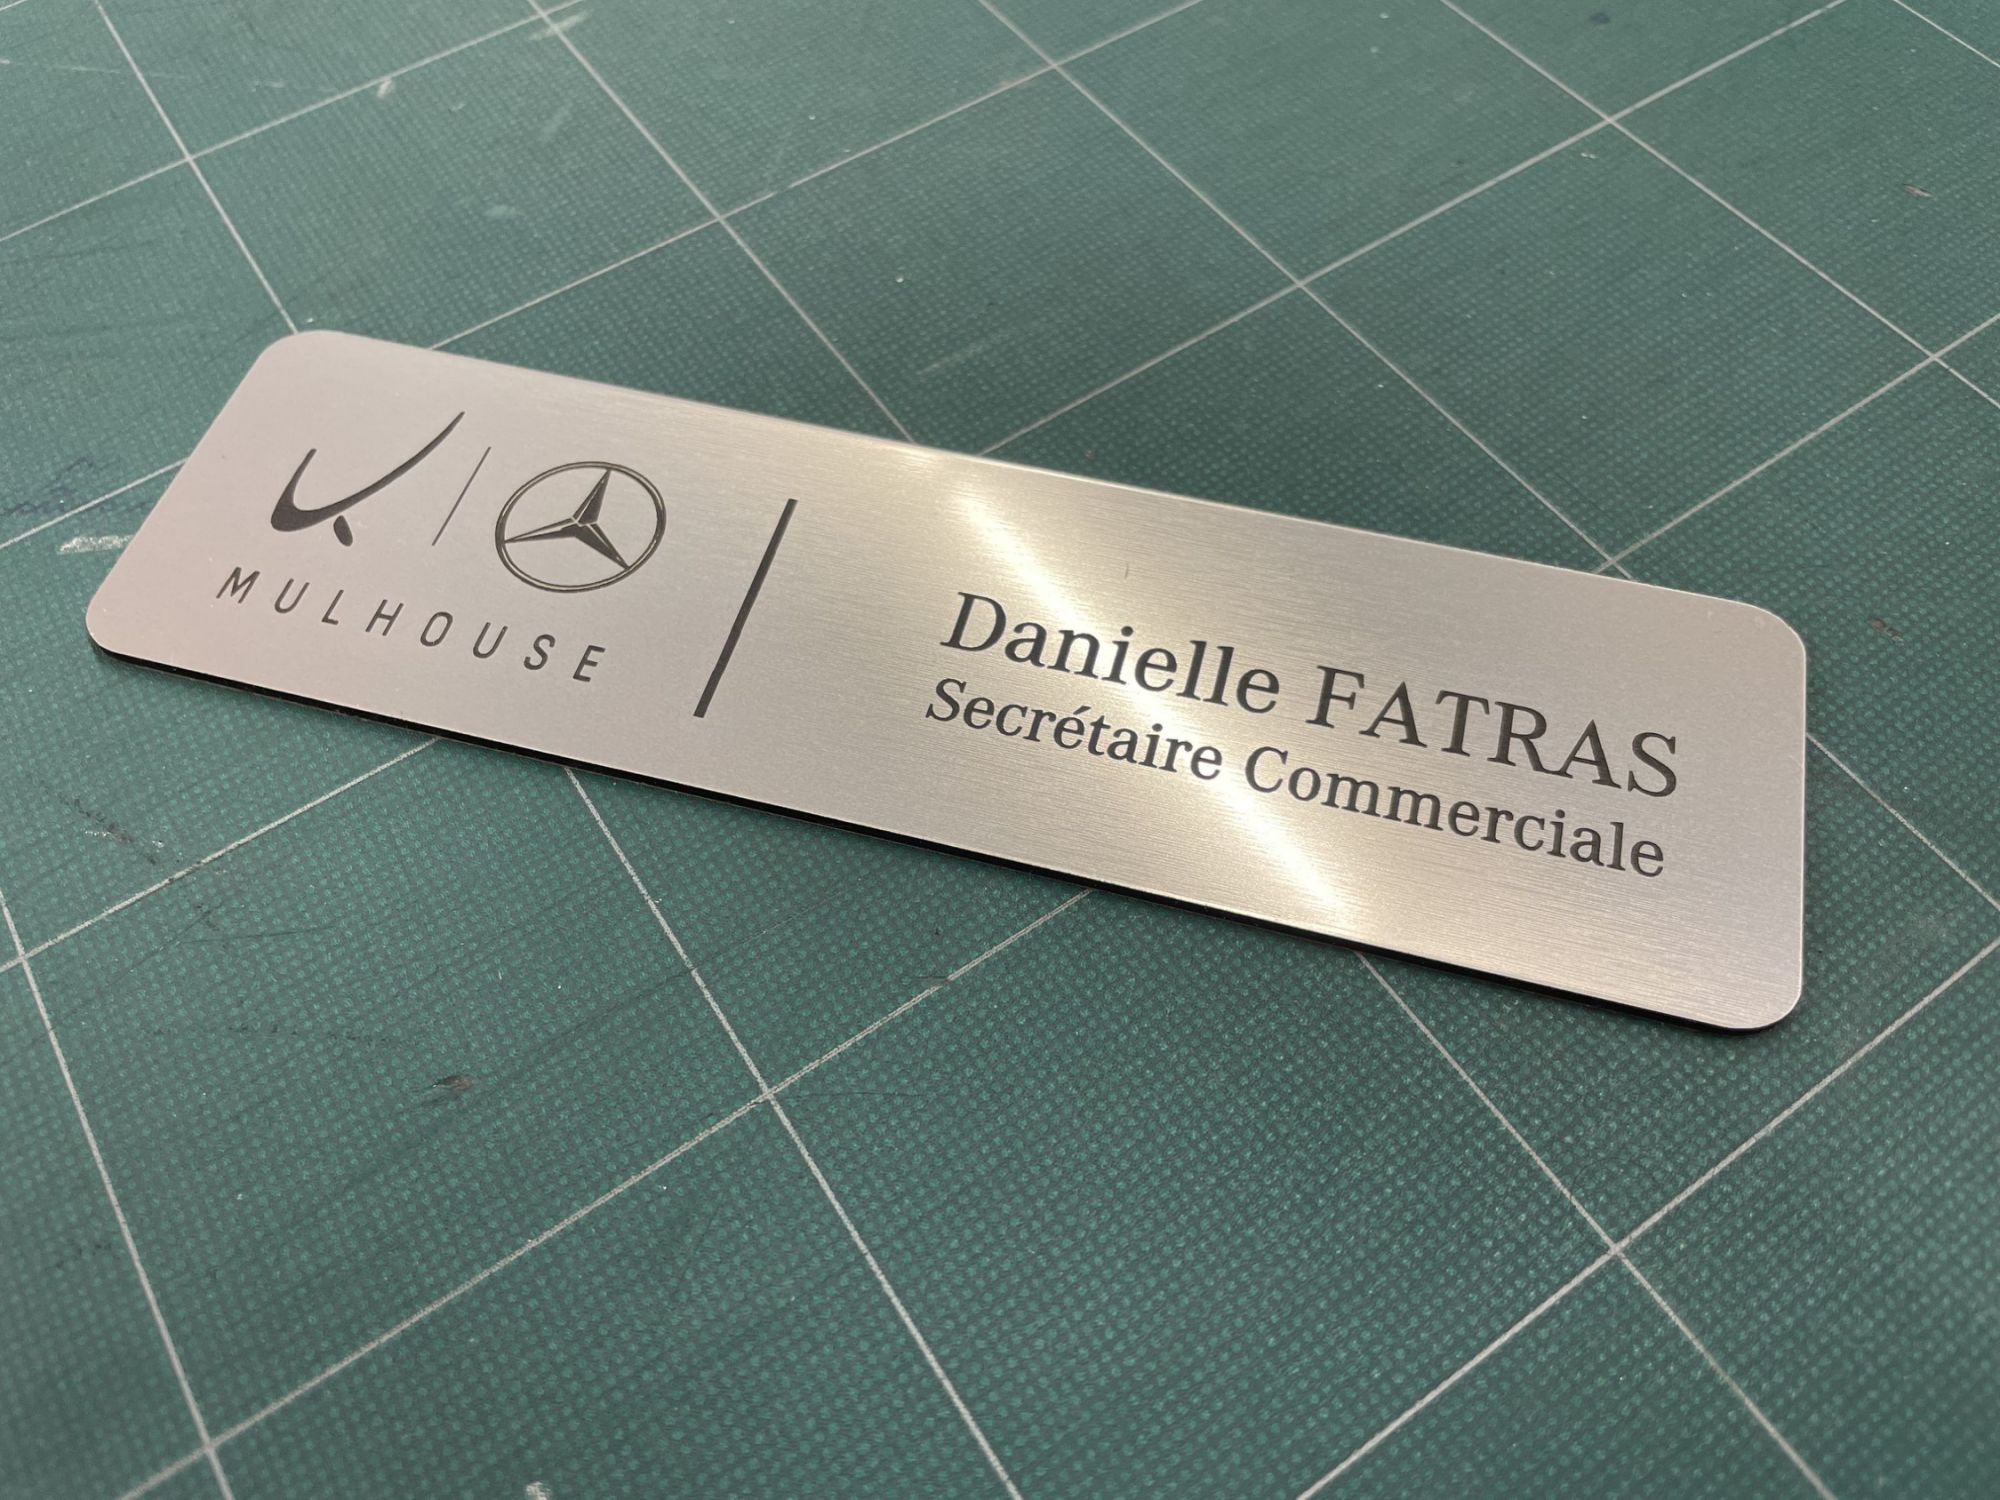 MULHOUSE
Danielle FATRAS
Secrétaire Commerciale